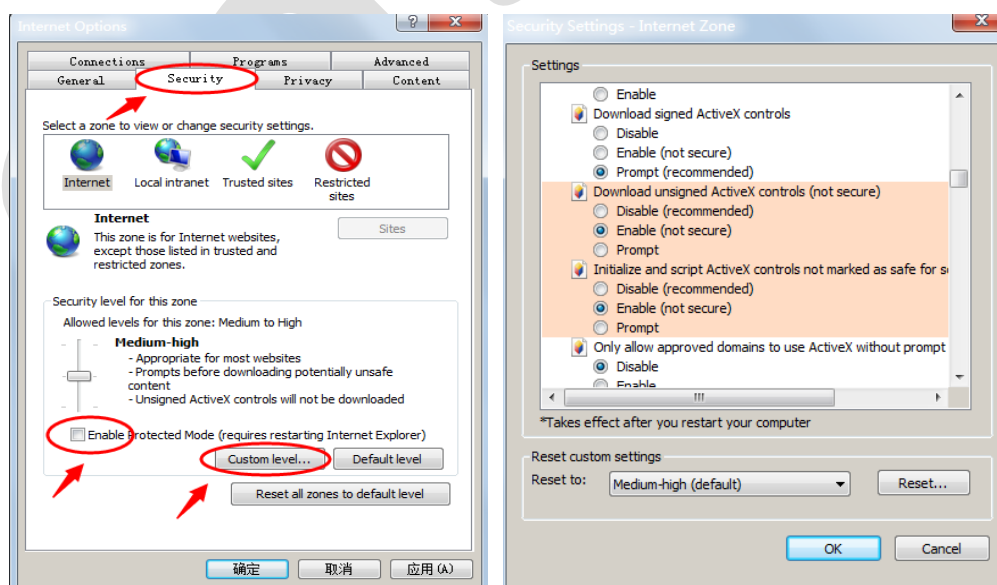 Internet Options
Connections Programs Advanced
General Security Privacy Content
Select a zone to view or change security settings.
Internet Local intranet Trusted sites Restricted
sites
Internet
This zone is for Internet websites,
except those listed in trusted and
restricted zones.
Sites
Security level for this zone
Allowed levels for this zone: Medium to High
Medium-high
- Appropriate for most websites
- Prompts before downloading potentially unsafe
content
- Unsigned ActiveX controls will not be downloaded
Enable Protected Mode (requires restarting Internet Explorer)
Custom level... Default level
Reset all zones to default level
确定 取消 应用(A)
Security Settings - Internet Zone
Settings
Enable
Download signed ActiveX controls
Disable
Enable (not secure)
Prompt (recommended)
Download unsigned ActiveX controls (not secure)
Disable (recommended)
Enable (not secure)
Prompt
Initialize and script ActiveX controls not marked as safe for s
Disable (recommended)
Enable (not secure)
Prompt
Only allow approved domains to use ActiveX without prompt
Disable
Enable
*Takes effect after you restart your computer
Reset custom settings
Reset to: Medium-high (default) Reset...
OK Cancel